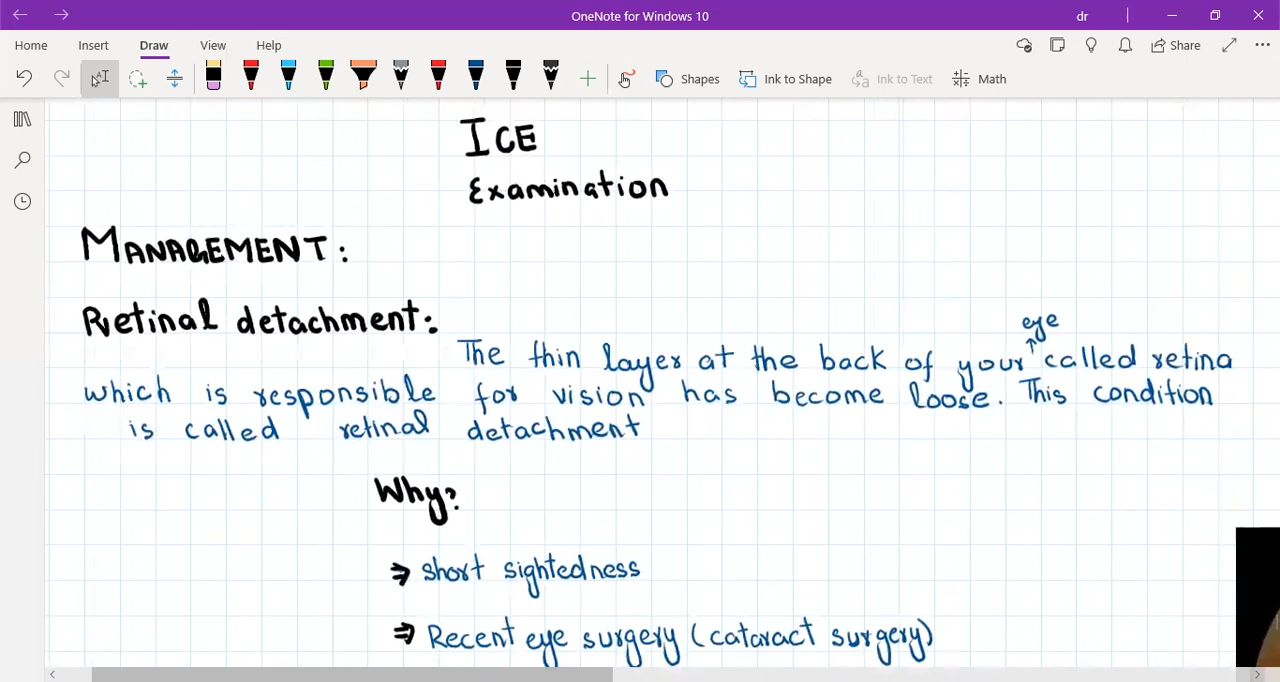 OneNote for Windows 10
dr
Home Insert Draw View Help
Share
Shapes Ink to Shape Ink to Text Math
ICE
Examination
MANAGEMENT:
Retinal detachment:
eye
The thin layer at the back of your called retina
which is responsible for vision has become loose. This condition
is called retinal detachment
Why?
⇒ short sightedness
⇒ Recent eye surgery (cataract surgery)